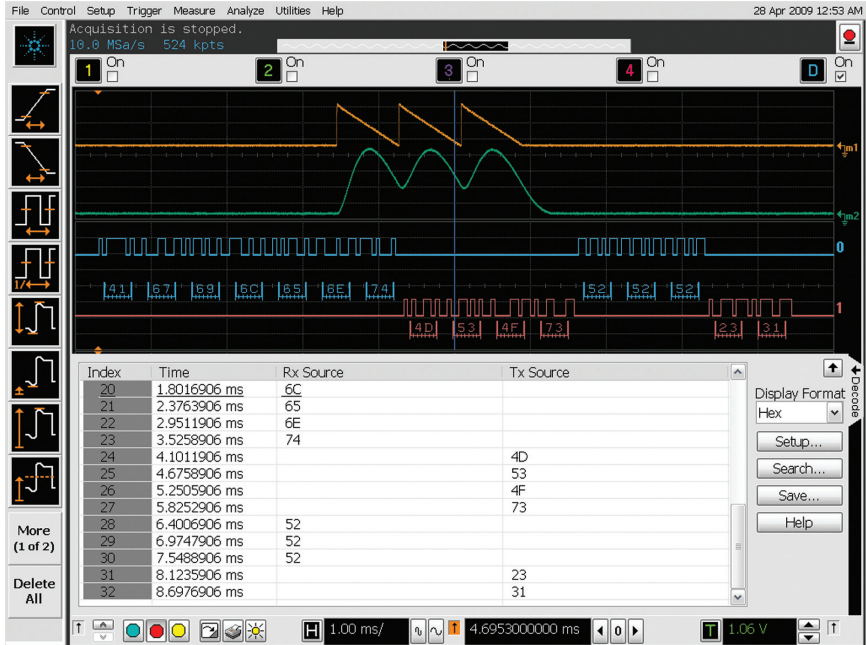 File Control Setup Trigger Measure Analyze Utilities Help 28 Apr 2009 12:53 AM
Acquisition is stopped.
10.0 MSa/s 524 kpts
1 On 2 On 3 On 4 On D On
m1
m2
0
41 67 69 6C 65 6E 74 52 52 52
1
4D 53 4F 73 23 31
1/
Index Time Rx Source Tx Source
20 1.8016906 ms 6C
21 2.3763906 ms 65
22 2.9511906 ms 6E
23 3.5258906 ms 74
24 4.1011906 ms 4D
25 4.6758906 ms 53
26 5.2505906 ms 4F
27 5.8252906 ms 73
28 6.4006906 ms 52
29 6.9747906 ms 52
30 7.5488906 ms 52
31 8.1235906 ms 23
32 8.6976906 ms 31
Decode
Display Format
Hex
Setup...
Search...
Save...
Help
More
(1 of 2)
Delete
All
H 1.00 ms/ 4.6953000000 ms 0 T 1.06 V